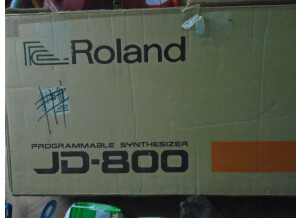 Roland
PROGRAMMABLE SYNTHESIZER
JD-800